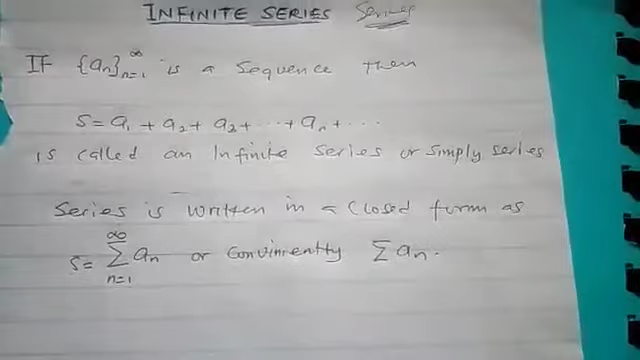 INFINITE SERIES Series
If {an}∞n=1 is a sequence then
S = a1 + a2 + a2 + ... + an + ...
is called an Infinite series or simply series
Series is written in a closed form as
S = ∞∑n=1 an or Conviniently ∑ an.